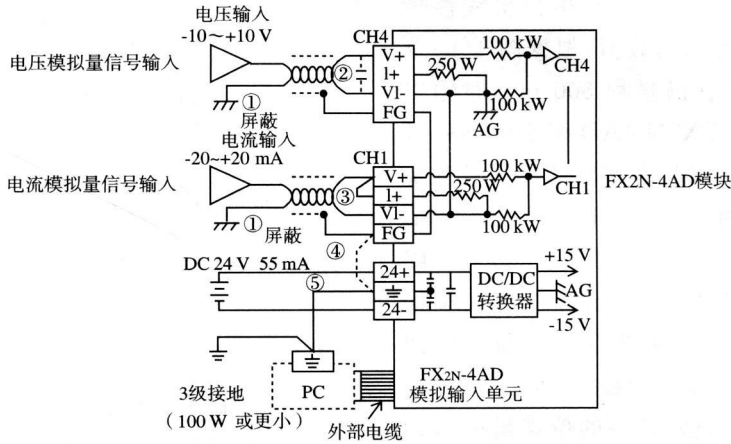 电压输入
-10～+10 V
电压模拟量信号输入
①
屏蔽
②
CH4
V+
I+
VI-
FG
250 W
100 kW
100 kW
AG
CH4
电流输入
-20~+20 mA
电流模拟量信号输入
①
屏蔽
③
CH1
V+
I+
VI-
FG
250 W
100 kW
100 kW
CH1
FX2N-4AD模块
④
DC 24 V 55 mA
⑤
24+
24-
DC/DC
转换器
+15 V
AG
-15 V
PC
3级接地
（100 W 或更小）
外部电缆
FX2N-4AD
模拟输入单元